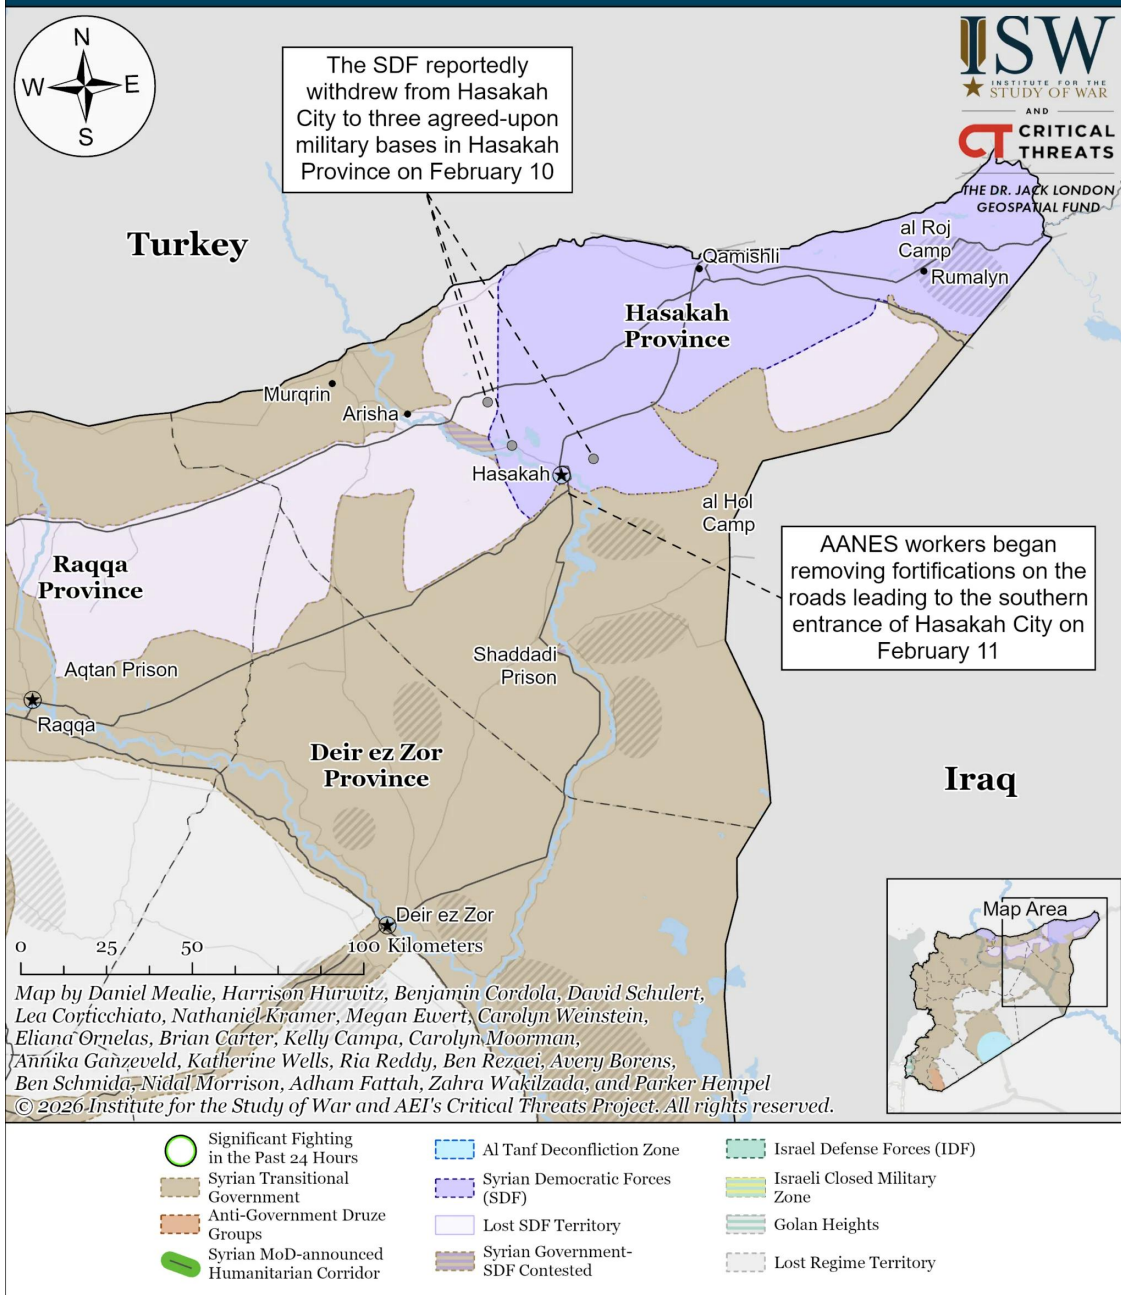 N
W
E
S
The SDF reportedly
withdrew from Hasakah
City to three agreed-upon
military bases in Hasakah
Province on February 10
ISW
INSTITUTE FOR THE
STUDY OF WAR
AND
CT CRITICAL
THREATS
THE DR. JACK LONDON
GEOSPATIAL FUND
Turkey
al Roj
Camp
Qamishli
Rumalyn
Hasakah
Province
Murqrin
Arisha
Hasakah
al Hol
Camp
AANES workers began
removing fortifications on the
roads leading to the southern
entrance of Hasakah City on
February 11
Raqqa
Province
Aqtan Prison
Shaddadi
Prison
Raqqa
Deir ez Zor
Province
Iraq
Deir ez Zor
Map Area
0 25 50 100 Kilometers
Map by Daniel Mealie, Harrison Hurwitz, Benjamin Cordola, David Schulert,
Lea Corticchiato, Nathaniel Kramer, Megan Ewert, Carolyn Weinstein,
Eliana Ornelas, Brian Carter, Kelly Campa, Carolyn Moorman,
Annika Ganzeveld, Katherine Wells, Ria Reddy, Ben Rezaei, Avery Borens,
Ben Schmida, Nidal Morrison, Adham Fattah, Zahra Wakilzada, and Parker Hempel
© 2026 Institute for the Study of War and AEI's Critical Threats Project. All rights reserved.
Significant Fighting
in the Past 24 Hours
Syrian Transitional
Government
Anti-Government Druze
Groups
Syrian MoD-announced
Humanitarian Corridor
Al Tanf Deconfliction Zone
Syrian Democratic Forces
(SDF)
Lost SDF Territory
Syrian Government-
SDF Contested
Israel Defense Forces (IDF)
Israeli Closed Military
Zone
Golan Heights
Lost Regime Territory